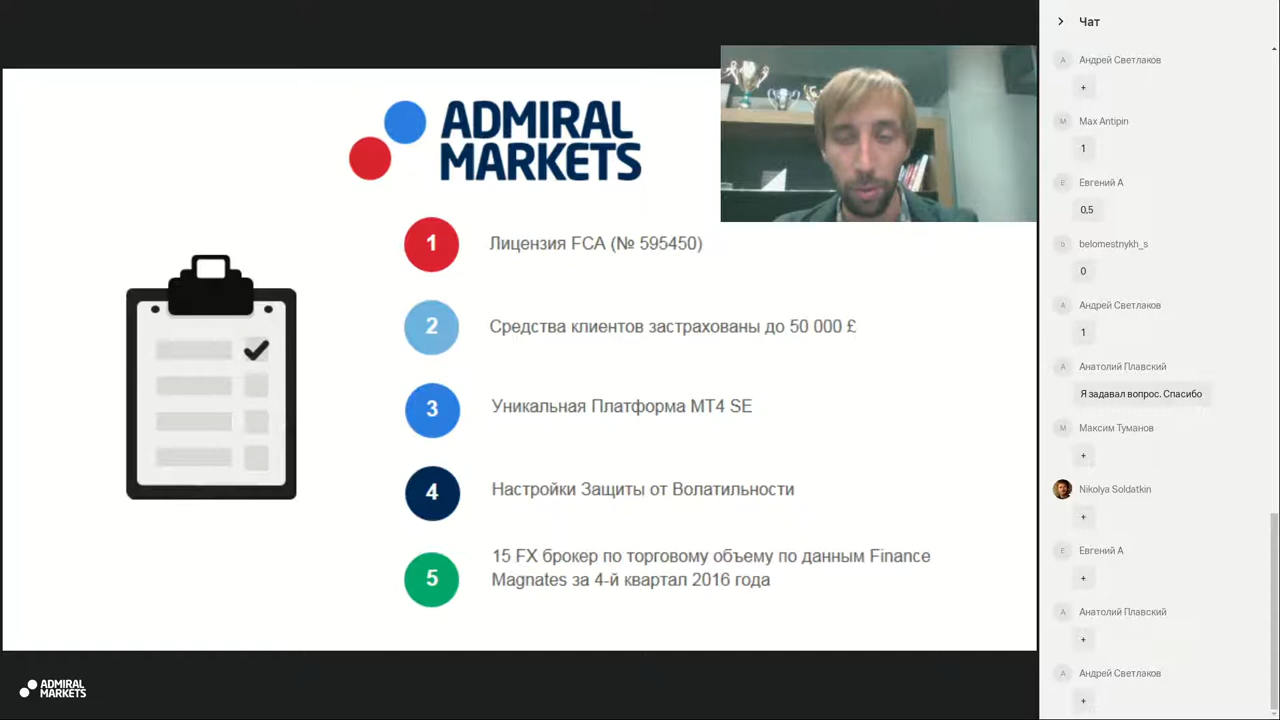 ADMIRAL
MARKETS
1
Лицензия FCA (№ 595450)
2
Средства клиентов застрахованы до 50 000 £
3
Уникальная Платформа MT4 SE
4
Настройки Защиты от Волатильности
5
15 FX брокер по торговому объему по данным Finance
Magnates за 4-й квартал 2016 года
ADMIRAL
MARKETS
Чат
А
Андрей Светлаков
+
M
Max Antipin
1
Е
Евгений А
0,5
b
belomestnykh_s
0
А
Андрей Светлаков
1
А
Анатолий Плавский
Я задавал вопрос. Спасибо
М
Максим Туманов
+
Nikolya Soldatkin
+
Е
Евгений А
+
А
Анатолий Плавский
+
А
Андрей Светлаков
+